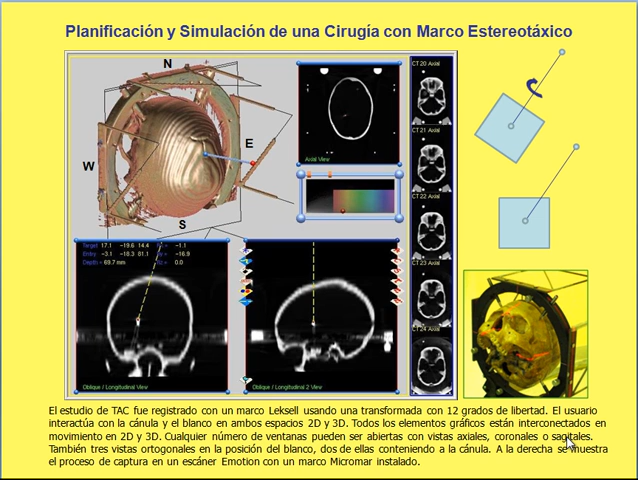 Planificación y Simulación de una Cirugía con Marco Estereotáxico
N
E
W
S
Axial View
CT 20 Axial
CT 21 Axial
CT 22 Axial
CT 23 Axial
CT 24 Axial
Target 17.1 -19.6 14.4
-1.1
Entry -3.1 -18.3 81.1
-16.9
Depth = 69.7 mm
0.0
Oblique / Longitudinal View
Oblique / Longitudinal 2 View
El estudio de TAC fue registrado con un marco Leksell usando una transformada con 12 grados de libertad. El usuario
interactúa con la cánula y el blanco en ambos espacios 2D y 3D. Todos los elementos gráficos están interconectados en
movimiento en 2D y 3D. Cualquier número de ventanas pueden ser abiertas con vistas axiales, coronales o sagitales.
También tres vistas ortogonales en la posición del blanco, dos de ellas conteniendo a la cánula. A la derecha se muestra
el proceso de captura en un escáner Emotion con un marco Micromar instalado.